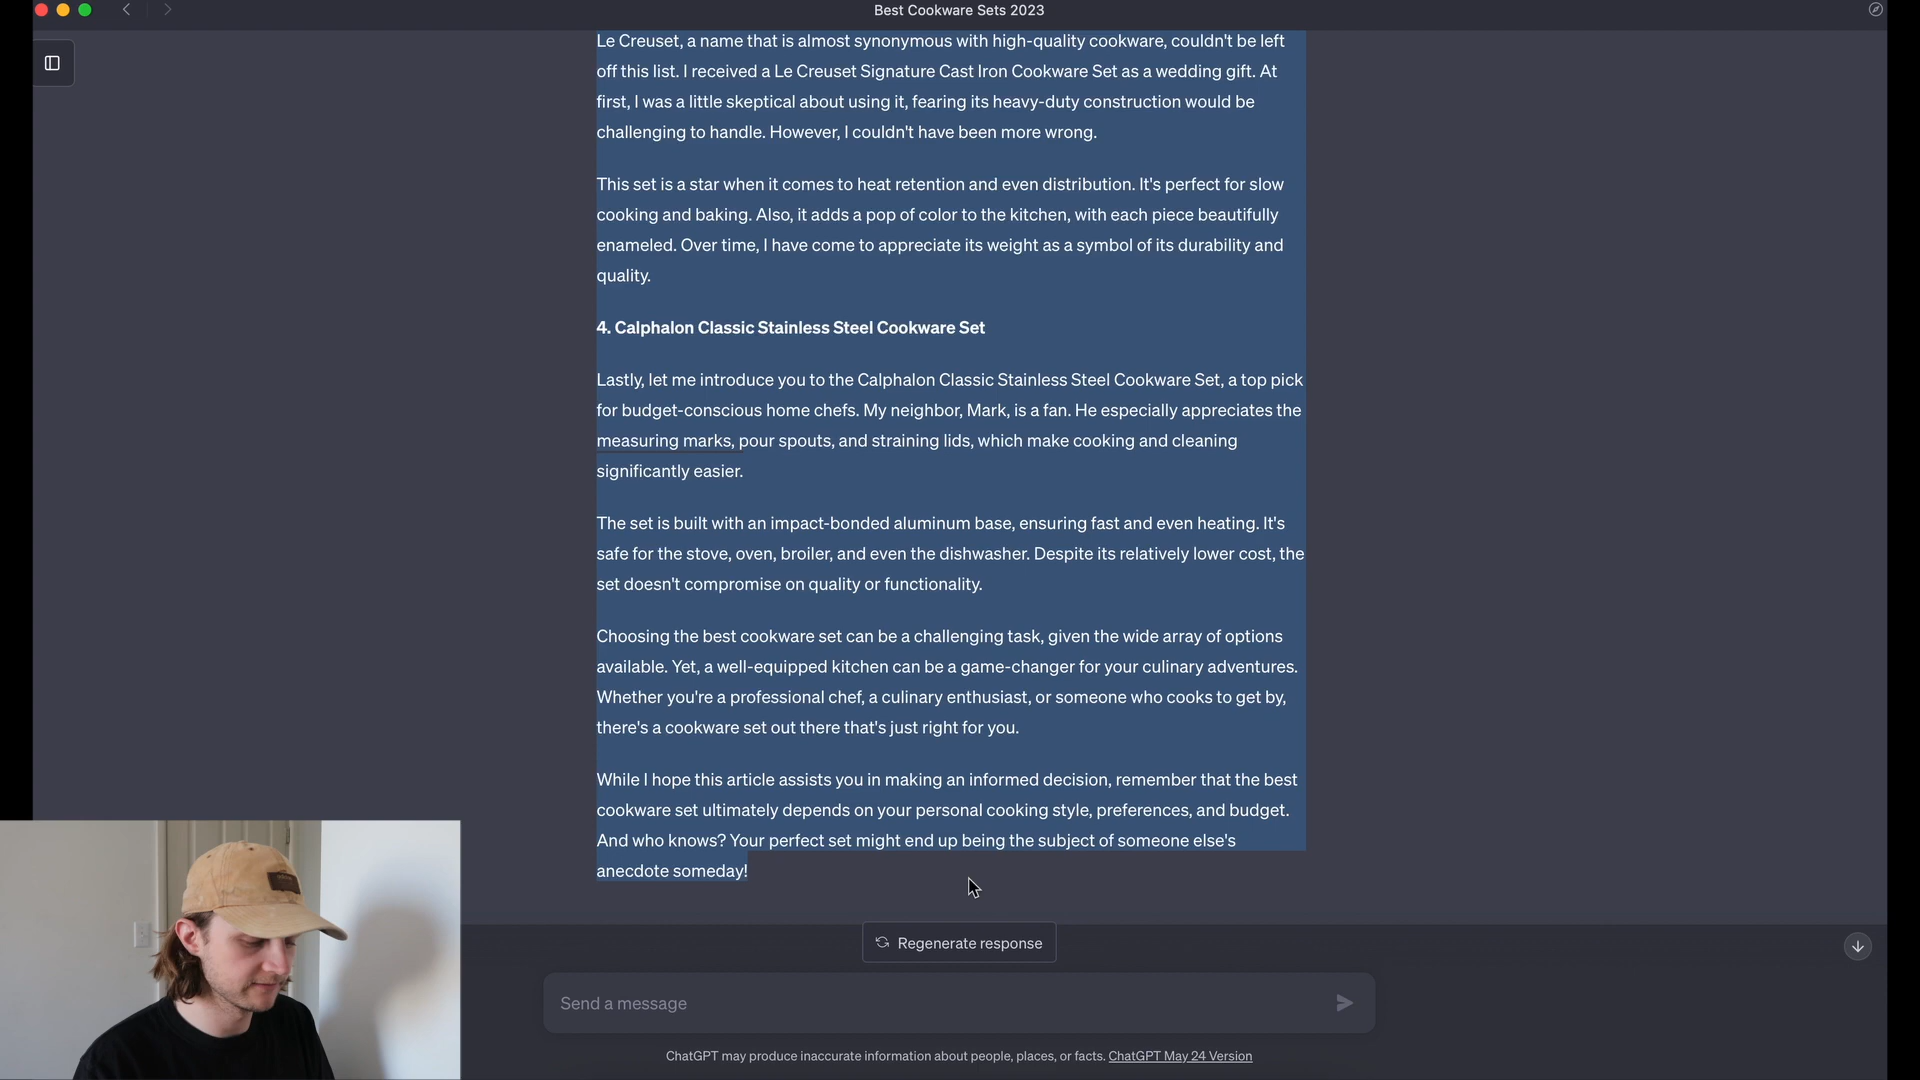 Best Cookware Sets 2023
Le Creuset, a name that is almost synonymous with high-quality cookware, couldn't be left
off this list. I received a Le Creuset Signature Cast Iron Cookware Set as a wedding gift. At
first, I was a little skeptical about using it, fearing its heavy-duty construction would be
challenging to handle. However, I couldn't have been more wrong.
This set is a star when it comes to heat retention and even distribution. It's perfect for slow
cooking and baking. Also, it adds a pop of color to the kitchen, with each piece beautifully
enameled. Over time, I have come to appreciate its weight as a symbol of its durability and
quality.
4. Calphalon Classic Stainless Steel Cookware Set
Lastly, let me introduce you to the Calphalon Classic Stainless Steel Cookware Set, a top pick
for budget-conscious home chefs. My neighbor, Mark, is a fan. He especially appreciates the
measuring marks, pour spouts, and straining lids, which make cooking and cleaning
significantly easier.
The set is built with an impact-bonded aluminum base, ensuring fast and even heating. It's
safe for the stove, oven, broiler, and even the dishwasher. Despite its relatively lower cost, the
set doesn't compromise on quality or functionality.
Choosing the best cookware set can be a challenging task, given the wide array of options
available. Yet, a well-equipped kitchen can be a game-changer for your culinary adventures.
Whether you're a professional chef, a culinary enthusiast, or someone who cooks to get by,
there's a cookware set out there that's just right for you.
While I hope this article assists you in making an informed decision, remember that the best
cookware set ultimately depends on your personal cooking style, preferences, and budget.
And who knows? Your perfect set might end up being the subject of someone else's
anecdote someday!
Regenerate response
Send a message
ChatGPT may produce inaccurate information about people, places, or facts. ChatGPT May 24 Version